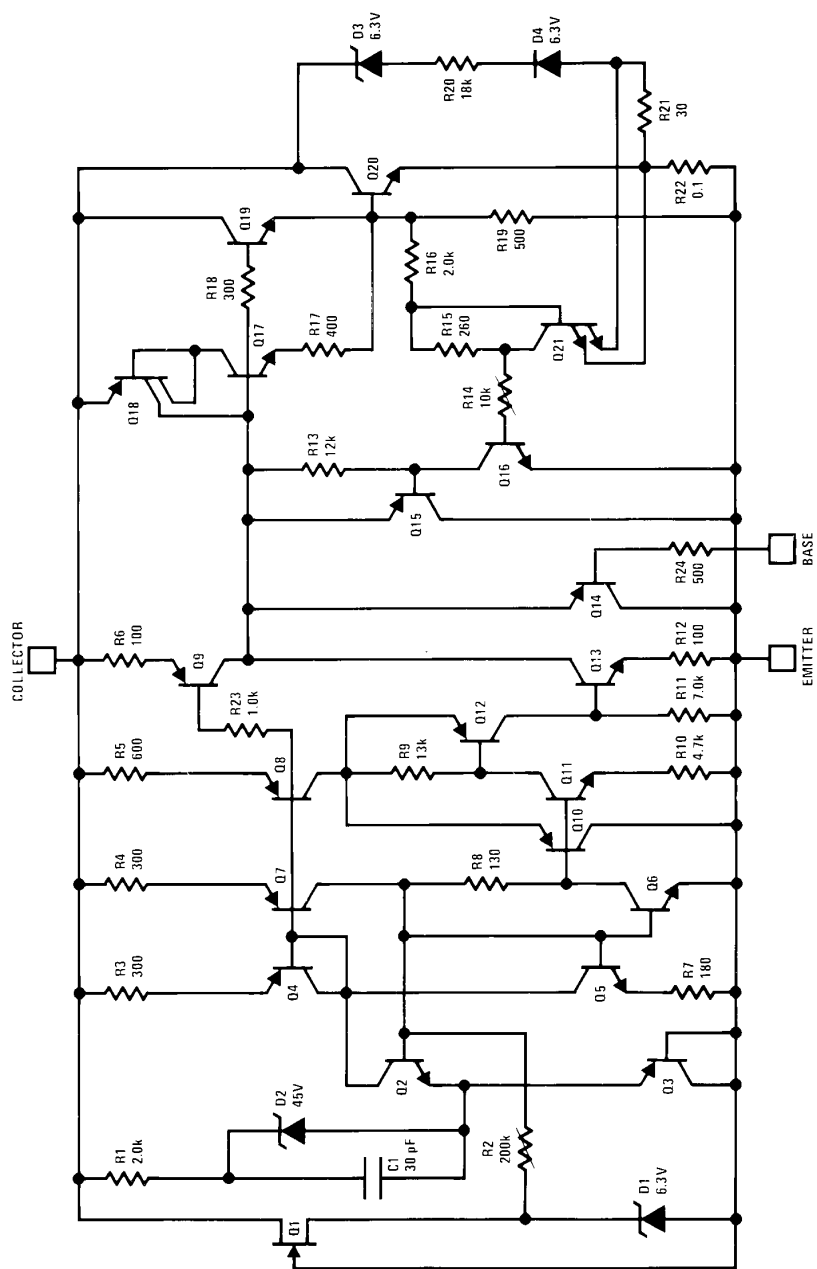 COLLECTOR
R1
2.0k
R3
300
R4
300
R5
600
R6
100
Q1
D2
45V
C1
30 pF
Q4
Q7
Q8
Q9
R23
1.0k
Q18
Q17
R17
400
R18
300
Q19
Q20
D3
6.3V
R20
18k
D4
6.3V
Q2
R2
200k
D1
6.3V
Q3
Q5
R7
180
R8
130
Q6
Q10
Q11
R9
13k
Q12
R10
4.7k
R11
7.0k
Q13
R12
100
Q14
R24
500
Q15
R13
12k
Q16
R14
10k
R15
260
R16
2.0k
R19
500
Q21
R21
30
R22
0.1
EMITTER
BASE